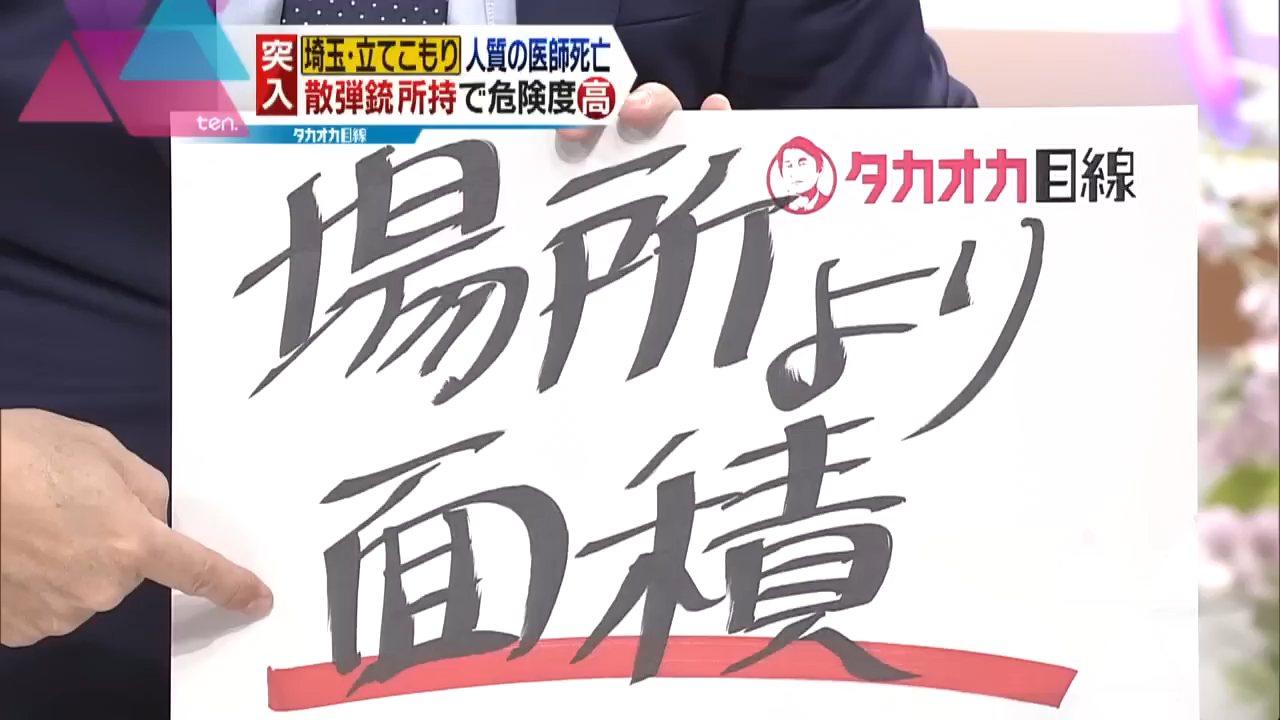 突入
埼玉・立てこもり 人質の医師死亡
散弾銃所持で危険度高
ten.
タカオカ目線
タカオカ目線
場所より
面積